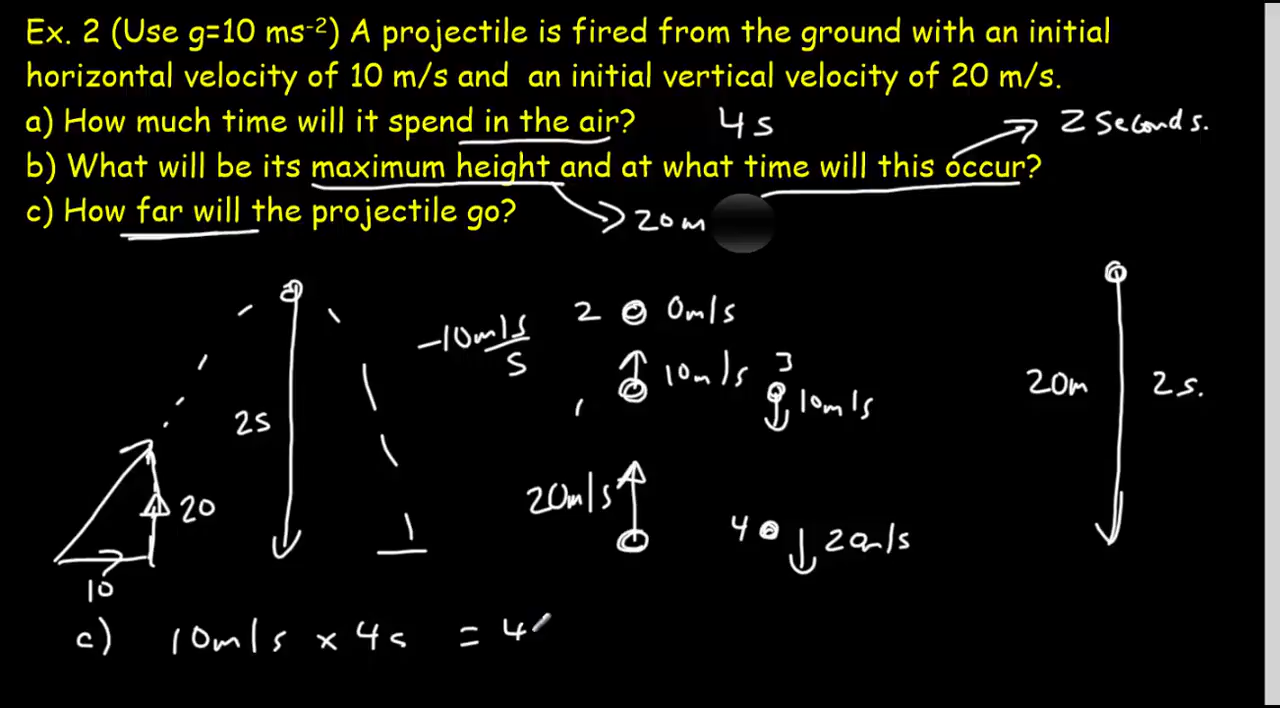 Ex. 2 (Use g=10 ms⁻²) A projectile is fired from the ground with an initial
horizontal velocity of 10 m/s and an initial vertical velocity of 20 m/s.
a) How much time will it spend in the air? 4s 2 seconds.
b) What will be its maximum height and at what time will this occur?
c) How far will the projectile go? 20m
2 0m/s
-10m/s/s
10m/s
3
10m/s
20m 2s.
2s
1
20m/s
20
4 20m/s
10
c) 10m/s × 4s = 4